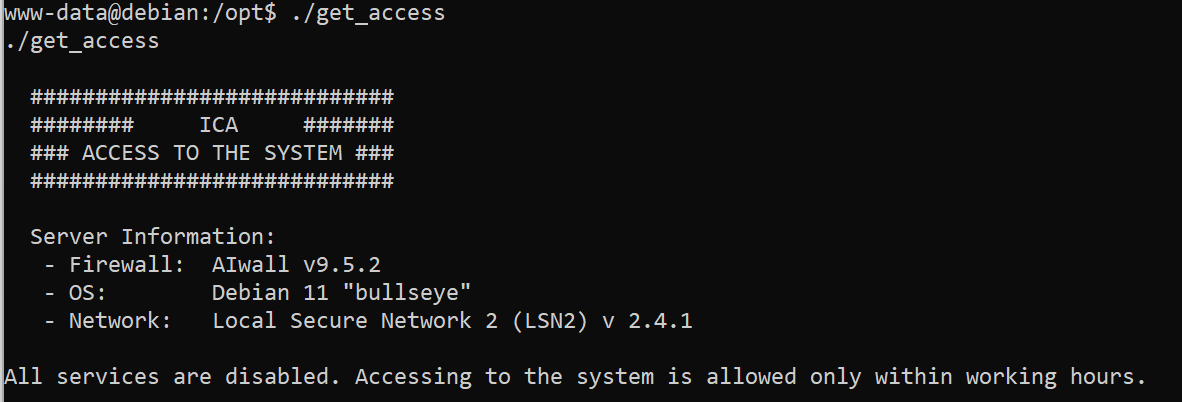 www-data@debian:/opt$ ./get_access
./get_access
############################
########     ICA     #######
### ACCESS TO THE SYSTEM ###
############################
Server Information:
- Firewall:  AIwall v9.5.2
- OS:        Debian 11 "bullseye"
- Network:   Local Secure Network 2 (LSN2) v 2.4.1
All services are disabled. Accessing to the system is allowed only within working hours.